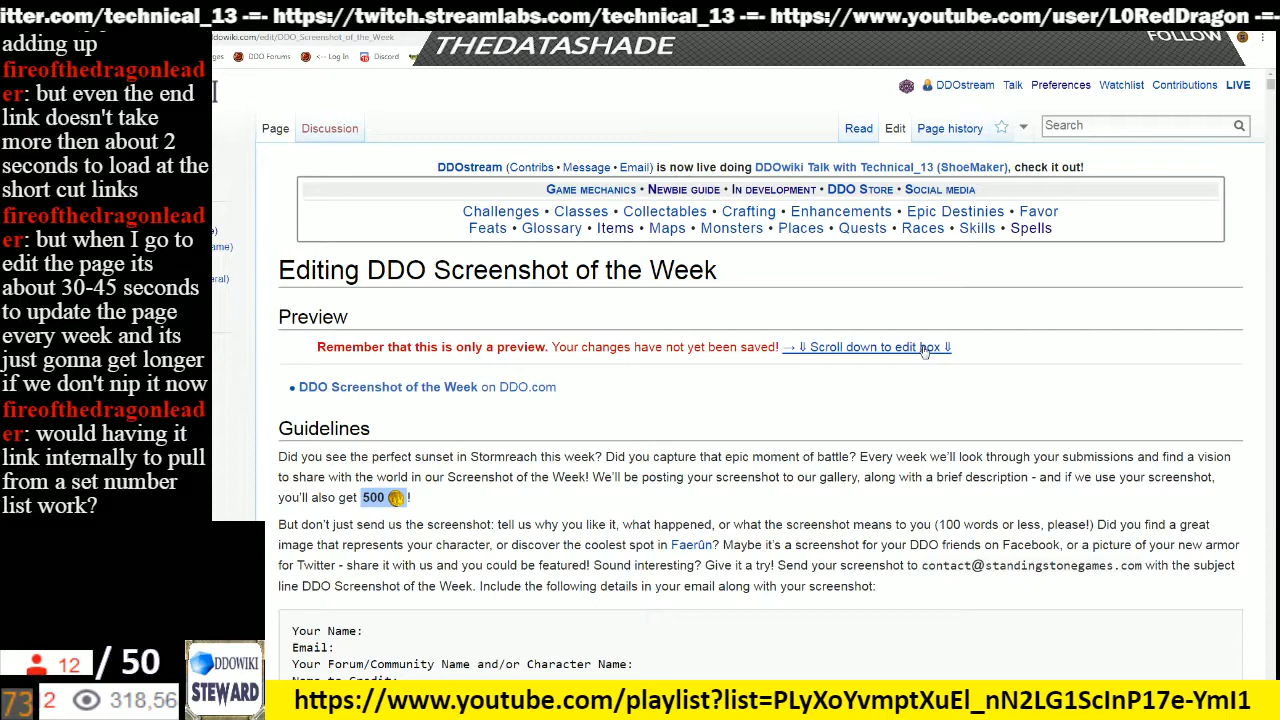 itter.com/technical_13 -=- https://twitch.streamlabs.com/technical_13 -=- https://www.youtube.com/user/L0RedDragon -=
adding up
fireofthedragonlead
er: but even the end
link doesn't take
more then about 2
seconds to load at the
short cut links
fireofthedragonlead
er: but when I go to
edit the page its
about 30-45 seconds
to update the page
every week and its
just gonna get longer
if we don't nip it now
fireofthedragonlead
er: would having it
link internally to pull
from a set number
list work?
12 / 50
73 2 318,56
DDOWIKI
STEWARD
ddowiki.com/edit/DDO_Screenshot_of_the_Week
THEDATASHADE
FOLLOW
ges DDO Forums <-- Log In Discord
DDOstream Talk Preferences Watchlist Contributions LIVE
Page Discussion Read Edit Page history Search
DDOstream (Contribs • Message • Email) is now live doing DDOwiki Talk with Technical_13 (ShoeMaker), check it out!
Game mechanics • Newbie guide • In development • DDO Store • Social media
Challenges • Classes • Collectables • Crafting • Enhancements • Epic Destinies • Favor
Feats • Glossary • Items • Maps • Monsters • Places • Quests • Races • Skills • Spells
Editing DDO Screenshot of the Week
Preview
Remember that this is only a preview. Your changes have not yet been saved! → ⇓ Scroll down to edit box ⇓
• DDO Screenshot of the Week on DDO.com
Guidelines
Did you see the perfect sunset in Stormreach this week? Did you capture that epic moment of battle? Every week we'll look through your submissions and find a vision
to share with the world in our Screenshot of the Week! We'll be posting your screenshot to our gallery, along with a brief description - and if we use your screenshot,
you'll also get 500 !
But don't just send us the screenshot: tell us why you like it, what happened, or what the screenshot means to you (100 words or less, please!) Did you find a great
image that represents your character, or discover the coolest spot in Faerûn? Maybe it's a screenshot for your DDO friends on Facebook, or a picture of your new armor
for Twitter - share it with us and you could be featured! Sound interesting? Give it a try! Send your screenshot to contact@standingstonegames.com with the subject
line DDO Screenshot of the Week. Include the following details in your email along with your screenshot:
Your Name:
Email:
Your Forum/Community Name and/or Character Name:
https://www.youtube.com/playlist?list=PLyXoYvmptXuEl_nN2LG1ScInP17e-YmI1